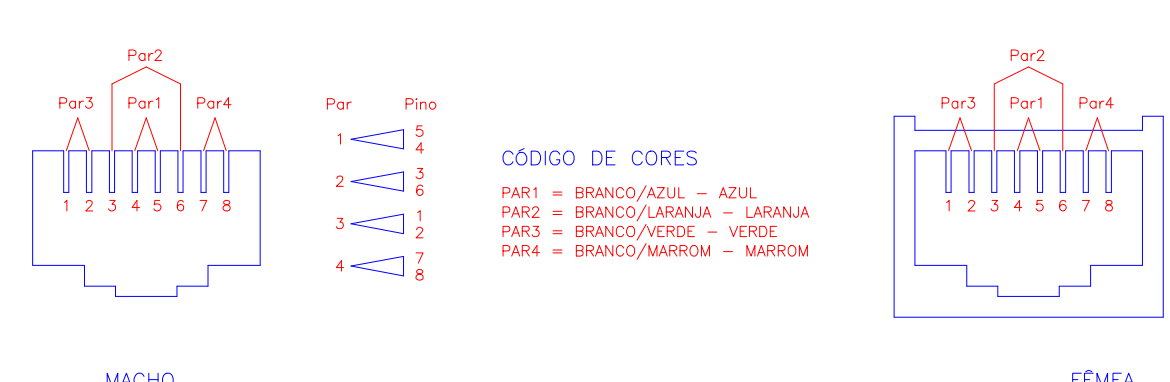 Par2
Par3 Par1 Par4
1 2 3 4 5 6 7 8
MACHO
Par Pino
1 5 4
2 3 6
3 1 2
4 7 8
CÓDIGO DE CORES
PAR1 = BRANCO/AZUL – AZUL
PAR2 = BRANCO/LARANJA – LARANJA
PAR3 = BRANCO/VERDE – VERDE
PAR4 = BRANCO/MARROM – MARROM
Par2
Par3 Par1 Par4
1 2 3 4 5 6 7 8
FÊMEA